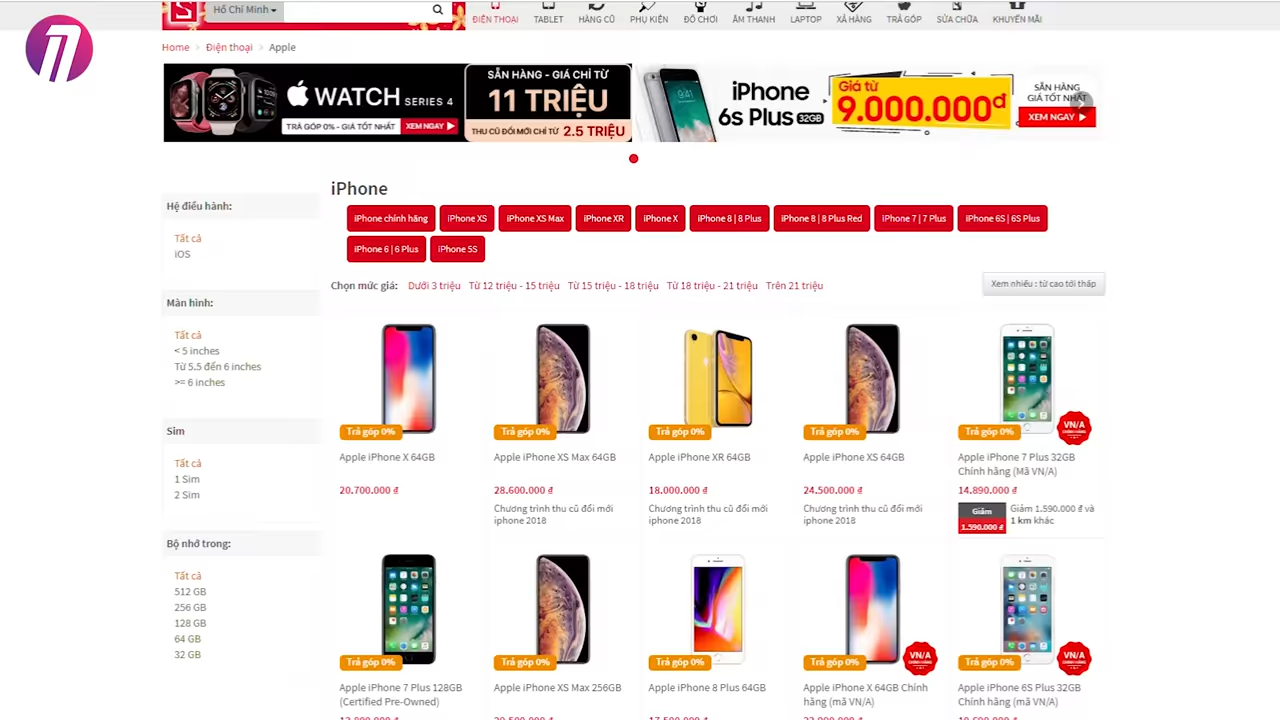 Hồ Chí Minh
ĐIỆN THOẠI
TABLET
HÀNG CŨ
PHỤ KIỆN
ĐỒ CHƠI
ÂM THANH
LAPTOP
XẢ HÀNG
TRẢ GÓP
SỬA CHỮA
KHUYẾN MÃI
Home > Điện thoại > Apple
WATCH SERIES 4
TRẢ GÓP 0% - GIÁ TỐT NHẤT XEM NGAY
SẴN HÀNG - GIÁ CHỈ TỪ
11 TRIỆU
THU CŨ ĐỔI MỚI CHỈ TỪ 2.5 TRIỆU
iPhone
6s Plus 32GB
Giá từ
9.000.000đ
SẴN HÀNG
GIÁ TỐT NHẤT
XEM NGAY
iPhone
iPhone chính hãng
iPhone XS
iPhone XS Max
iPhone XR
iPhone X
iPhone 8 | 8 Plus
iPhone 8 | 8 Plus Red
iPhone 7 | 7 Plus
iPhone 6S | 6S Plus
iPhone 6 | 6 Plus
iPhone 5S
Chọn mức giá: Dưới 3 triệu Từ 12 triệu - 15 triệu Từ 15 triệu - 18 triệu Từ 18 triệu - 21 triệu Trên 21 triệu
Xem nhiều : từ cao tới thấp
Hệ điều hành:
Tất cả
iOS
Màn hình:
Tất cả
< 5 inches
Từ 5.5 đến 6 inches
>= 6 inches
Sim
Tất cả
1 Sim
2 Sim
Bộ nhớ trong:
Tất cả
512 GB
256 GB
128 GB
64 GB
32 GB
Trả góp 0%
Apple iPhone X 64GB
20.700.000 đ
Trả góp 0%
Apple iPhone XS Max 64GB
28.600.000 đ
Chương trình thu cũ đổi mới
iphone 2018
Trả góp 0%
Apple iPhone XR 64GB
18.000.000 đ
Chương trình thu cũ đổi mới
iphone 2018
Trả góp 0%
Apple iPhone XS 64GB
24.500.000 đ
Chương trình thu cũ đổi mới
iphone 2018
Trả góp 0%
VN/A
Apple iPhone 7 Plus 32GB
Chính hãng (Mã VN/A)
14.890.000 đ
Giảm
1.590.000 đ
Giảm 1.590.000 đ và
1 km khác
Trả góp 0%
Apple iPhone 7 Plus 128GB
(Certified Pre-Owned)
Trả góp 0%
Apple iPhone XS Max 256GB
Trả góp 0%
Apple iPhone 8 Plus 64GB
Trả góp 0%
VN/A
Apple iPhone X 64GB Chính
hãng (mã VN/A)
Trả góp 0%
VN/A
Apple iPhone 6S Plus 32GB
Chính hãng (mã VN/A)